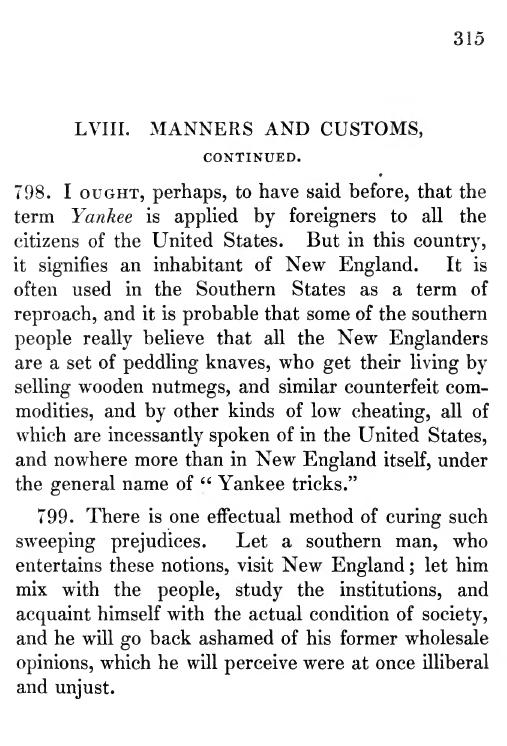 315
LVIII. MANNERS AND CUSTOMS,
CONTINUED.
798. I OUGHT, perhaps, to have said before, that the
term Yankee is applied by foreigners to all the
citizens of the United States. But in this country,
it signifies an inhabitant of New England. It is
often used in the Southern States as a term of
reproach, and it is probable that some of the southern
people really believe that all the New Englanders
are a set of peddling knaves, who get their living by
selling wooden nutmegs, and similar counterfeit com-
modities, and by other kinds of low cheating, all of
which are incessantly spoken of in the United States,
and nowhere more than in New England itself, under
the general name of “ Yankee tricks.”
799. There is one effectual method of curing such
sweeping prejudices. Let a southern man, who
entertains these notions, visit New England; let him
mix with the people, study the institutions, and
acquaint himself with the actual condition of society,
and he will go back ashamed of his former wholesale
opinions, which he will perceive were at once illiberal
and unjust.